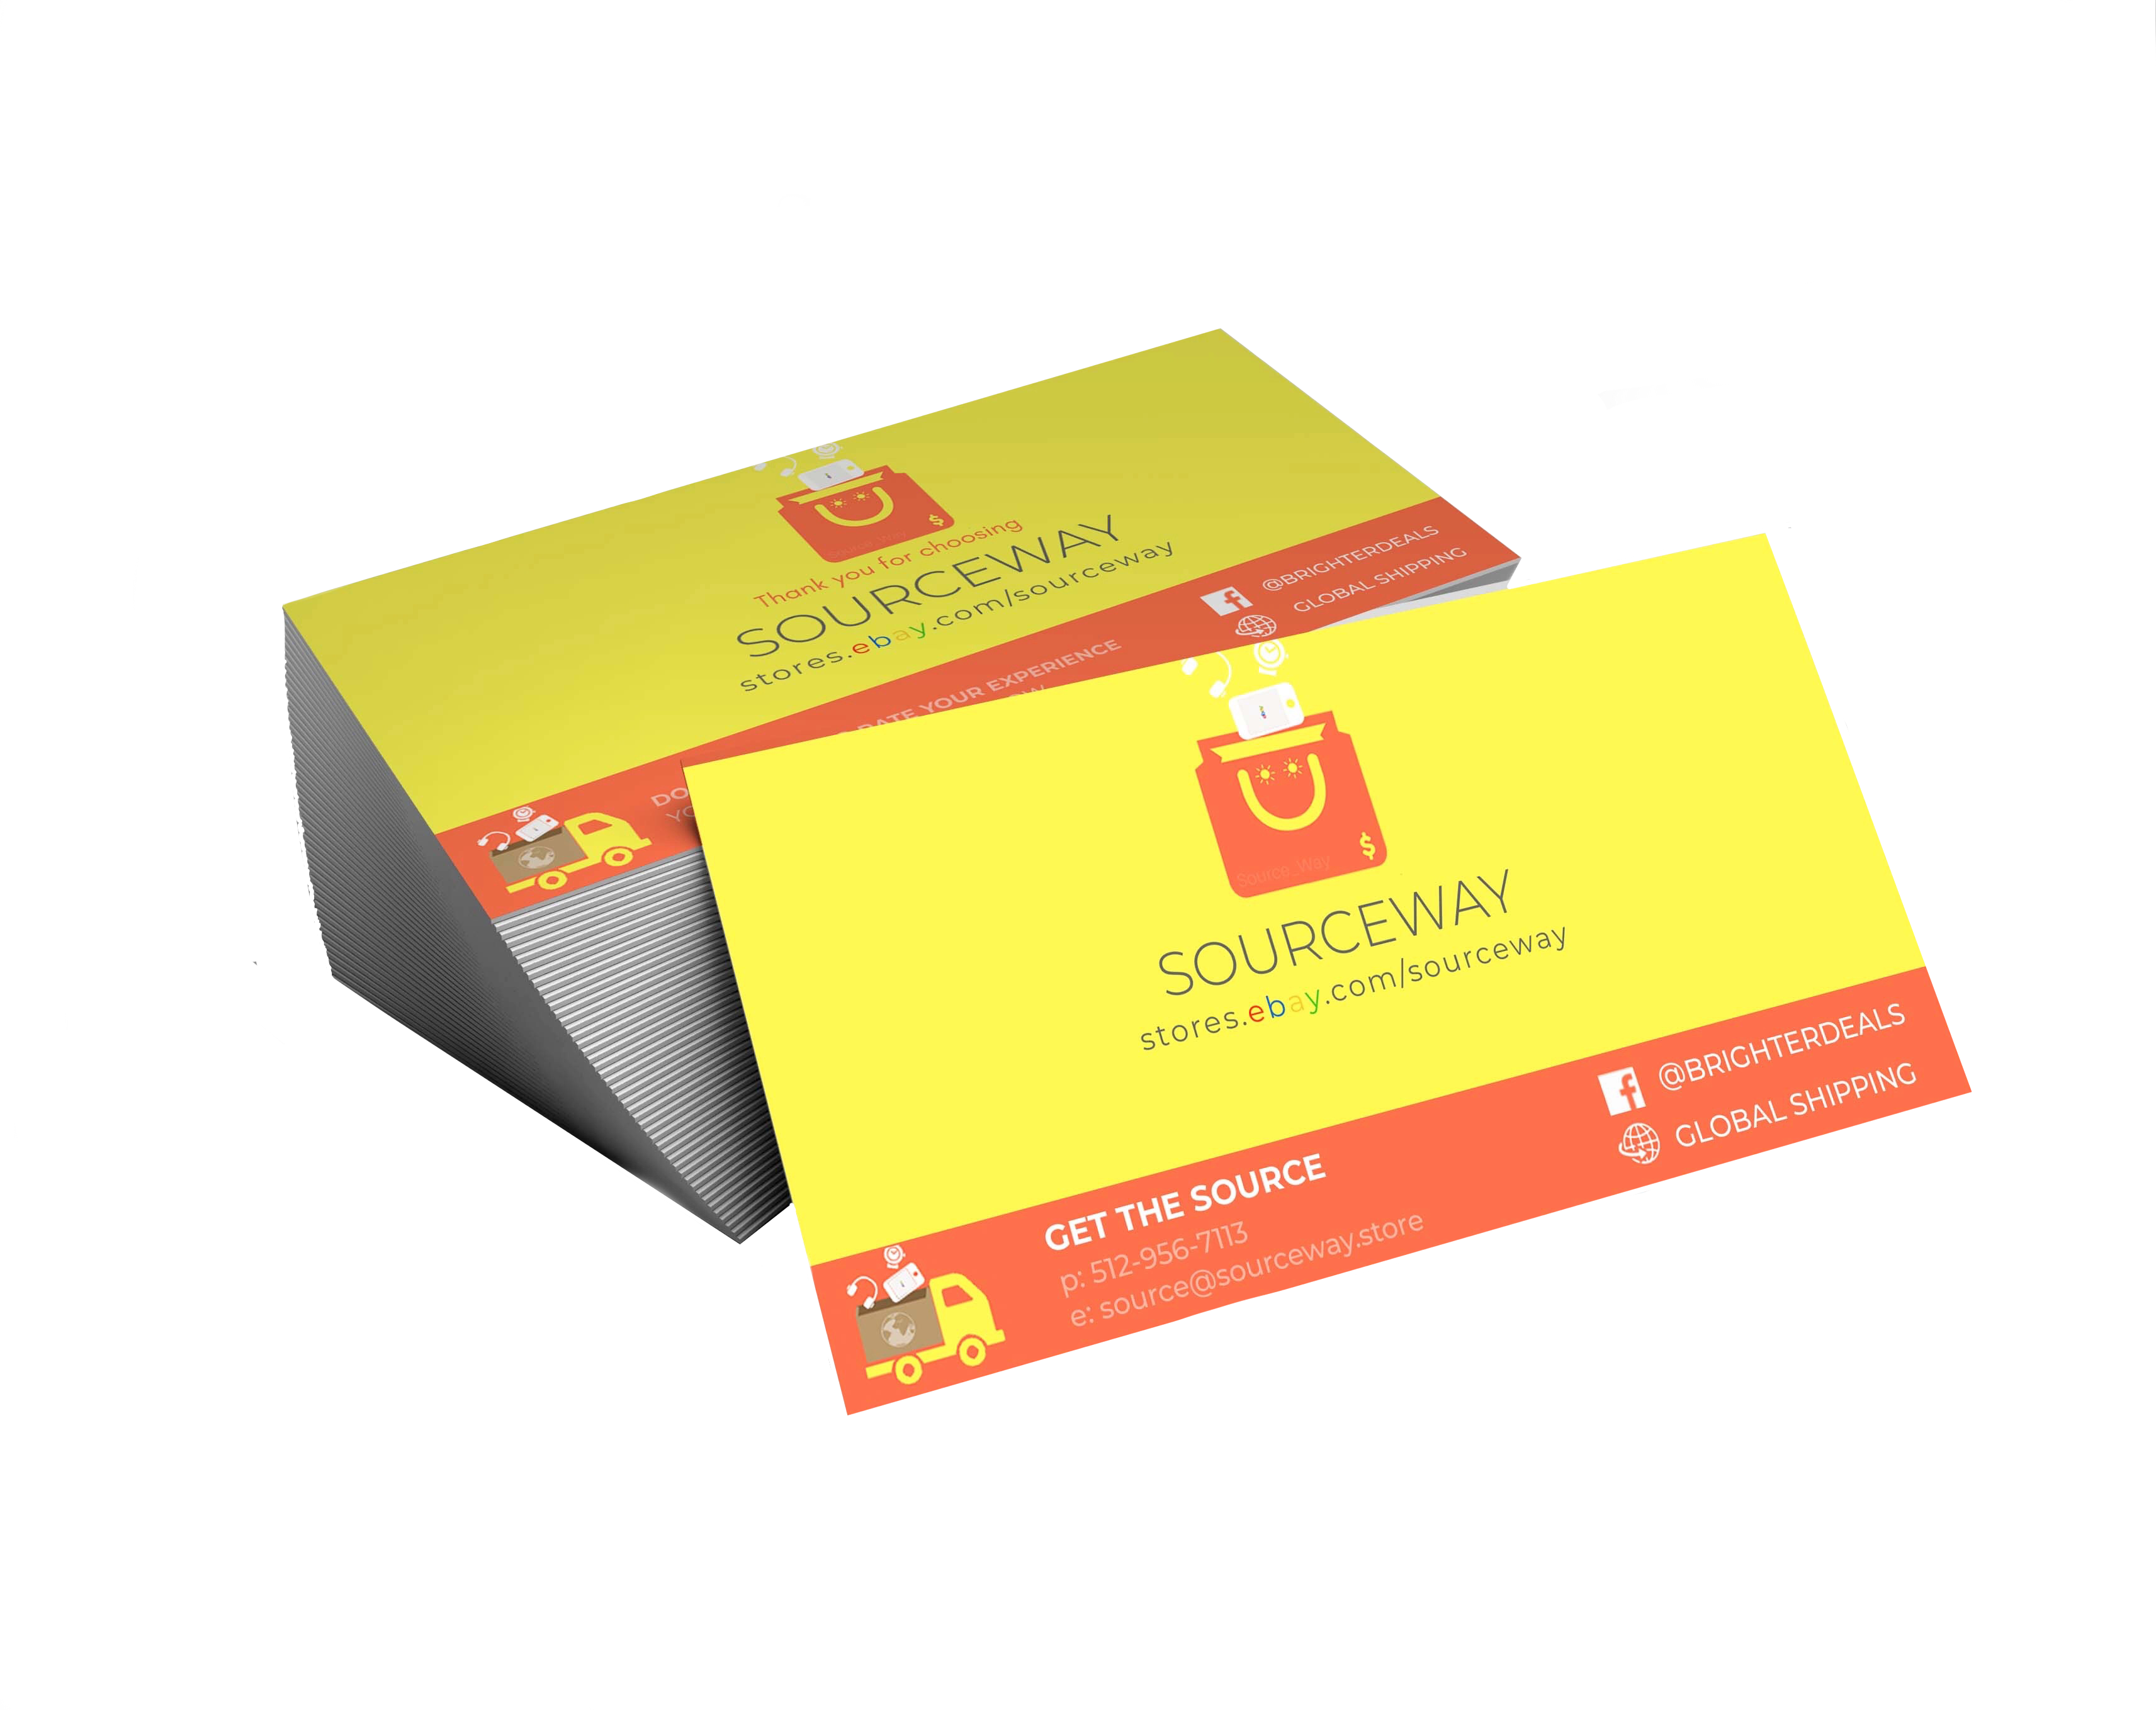 Thank you for choosing
SOURCEWAY
stores.ebay.com/sourceway
@BRIGHTERDEALS
GLOBAL SHIPPING
RATE YOUR EXPERIENCE
$
Source_Way
$
SOURCEWAY
stores.ebay.com/sourceway
GET THE SOURCE
p: 512-956-7113
e: source@sourceway.store
f @BRIGHTERDEALS
GLOBAL SHIPPING